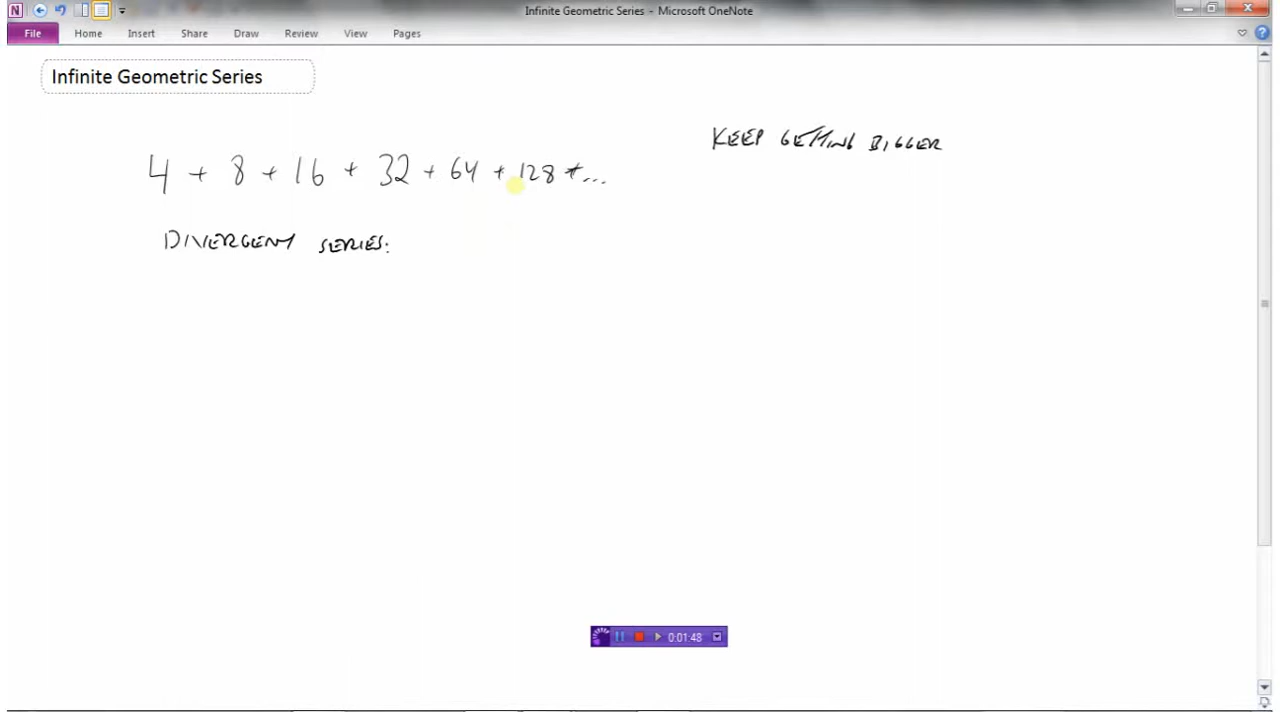 Infinite Geometric Series - Microsoft OneNote
File Home Insert Share Draw Review View Pages
Infinite Geometric Series
KEEP GETTING BIGGER
4 + 8 + 16 + 32 + 64 + 128 + ...
DIVERGENT SERIES:
0:01:48